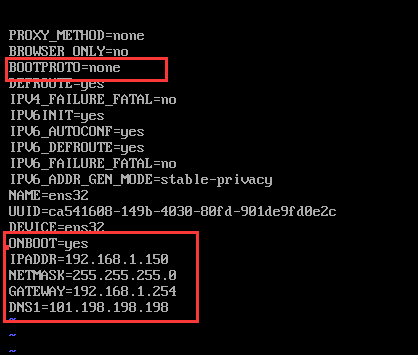 PROXY_METHOD=none
BROWSER_ONLY=no
BOOTPROTO=none
DEFROUTE=yes
IPV4_FAILURE_FATAL=no
IPV6INIT=yes
IPV6_AUTOCONF=yes
IPV6_DEFROUTE=yes
IPV6_FAILURE_FATAL=no
IPV6_ADDR_GEN_MODE=stable-privacy
NAME=ens32
UUID=ca541608-149b-4030-80fd-901de9fd0e2c
DEVICE=ens32
ONBOOT=yes
IPADDR=192.168.1.150
NETMASK=255.255.255.0
GATEWAY=192.168.1.254
DNS1=101.198.198.198
~
~
~